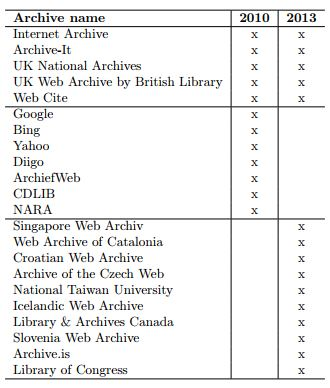 Archive name 2010 2013
Internet Archive x x
Archive-It x x
UK National Archives x x
UK Web Archive by British Library x x
Web Cite x x
Google x
Bing x
Yahoo x
Diigo x
ArchiefWeb x
CDLIB x
NARA x
Singapore Web Archiv x
Web Archive of Catalonia x
Croatian Web Archive x
Archive of the Czech Web x
National Taiwan University x
Icelandic Web Archive x
Library & Archives Canada x
Slovenia Web Archive x
Archive.is x
Library of Congress x